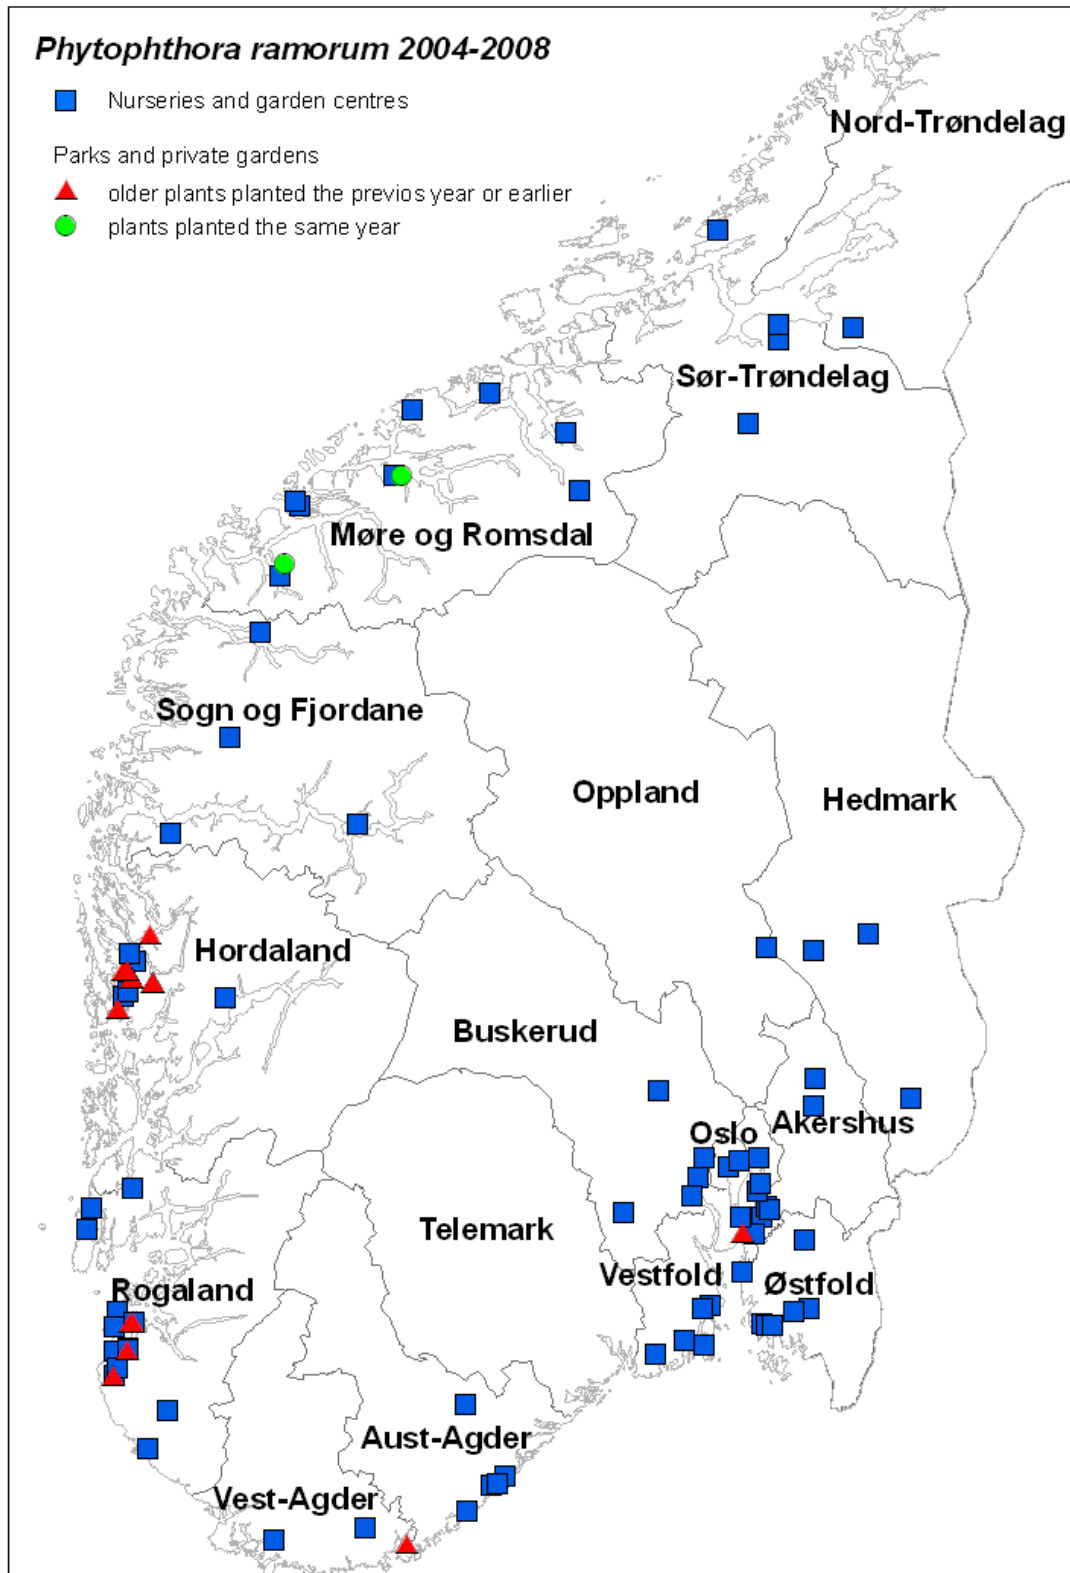 Phytophthora ramorum 2004-2008
Nurseries and garden centres
Parks and private gardens
older plants planted the previos year or earlier
plants planted the same year
Nord-Trøndelag
Sør-Trøndelag
Møre og Romsdal
Sogn og Fjordane
Oppland
Hedmark
Hordaland
Buskerud
Oslo
Akershus
Telemark
Vestfold
Østfold
Rogaland
Aust-Agder
Vest-Agder